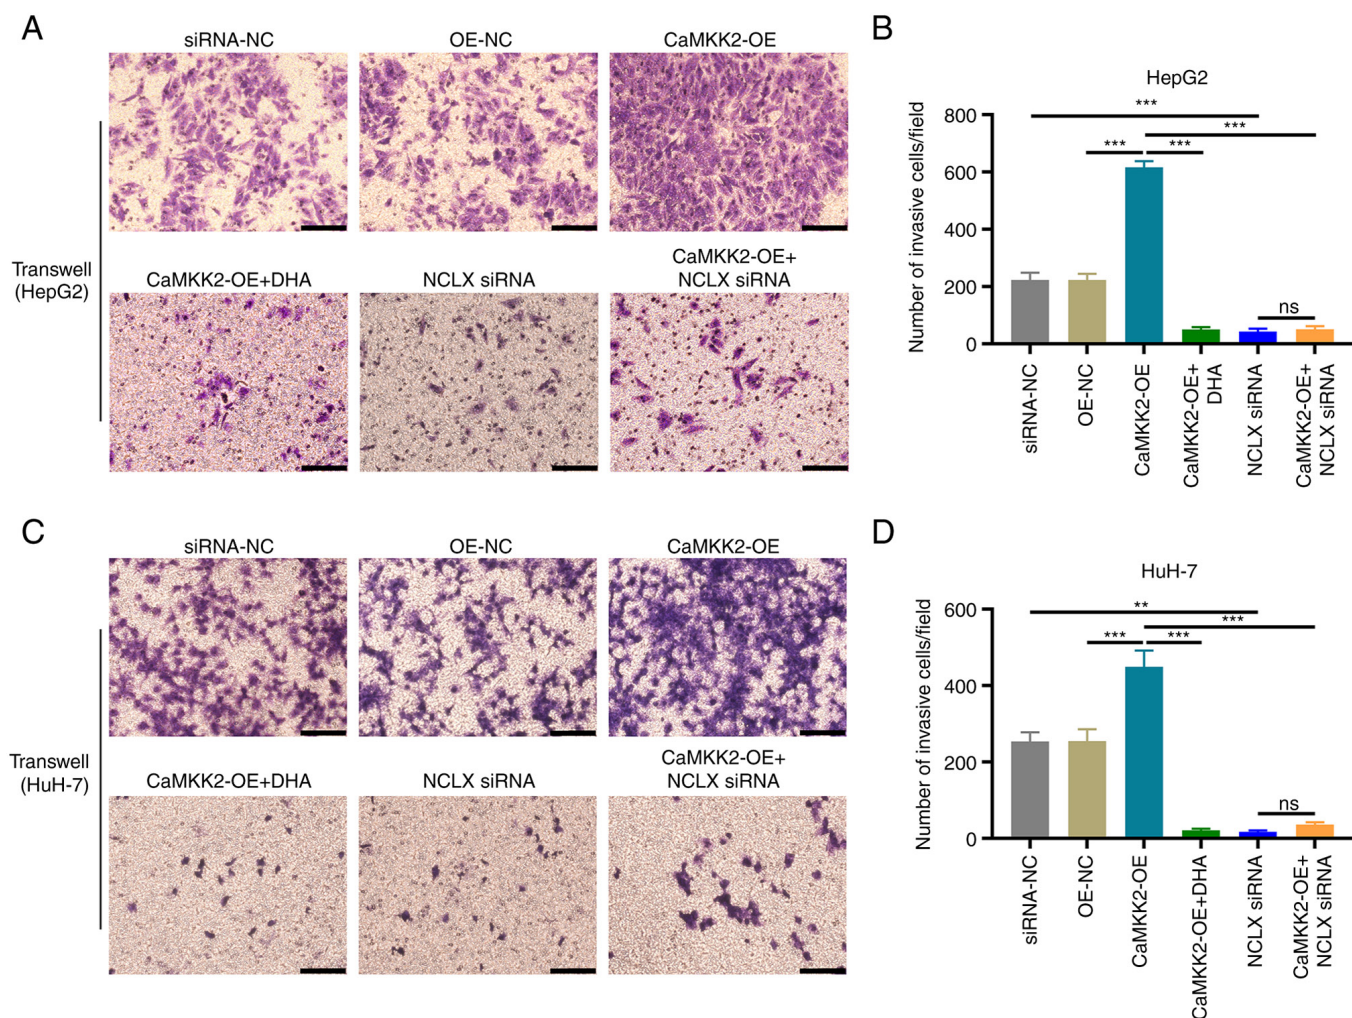 A
siRNA-NC
OE-NC
CaMKK2-OE
Transwell
(HepG2)
CaMKK2-OE+DHA
NCLX siRNA
CaMKK2-OE+
NCLX siRNA
B
HepG2
Number of invasive cells/field
800
600
400
200
0
***
***
***
***
ns
siRNA-NC
OE-NC
CaMKK2-OE
CaMKK2-OE+
DHA
NCLX siRNA
CaMKK2-OE+
NCLX siRNA
C
siRNA-NC
OE-NC
CaMKK2-OE
Transwell
(HuH-7)
CaMKK2-OE+DHA
NCLX siRNA
CaMKK2-OE+
NCLX siRNA
D
HuH-7
Number of invasive cells/field
600
400
200
0
**
***
***
***
ns
siRNA-NC
OE-NC
CaMKK2-OE
CaMKK2-OE+DHA
NCLX siRNA
CaMKK2-OE+
NCLX siRNA